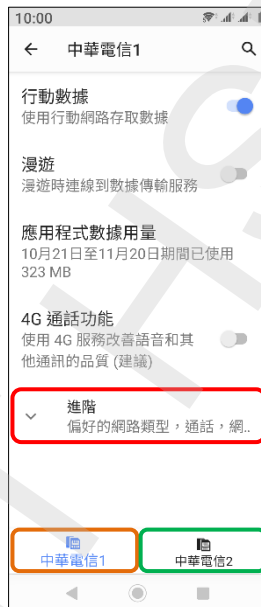 10:00
中華電信1
行動數據
使用行動網路存取數據
漫遊
漫遊時連線到數據傳輸服務
應用程式數據用量
10月21日至11月20日期間已使用
323 MB
4G 通話功能
使用 4G 服務改善語音和其
他通訊的品質 (建議)
進階
偏好的網路類型，通話，網..
中華電信1
中華電信2